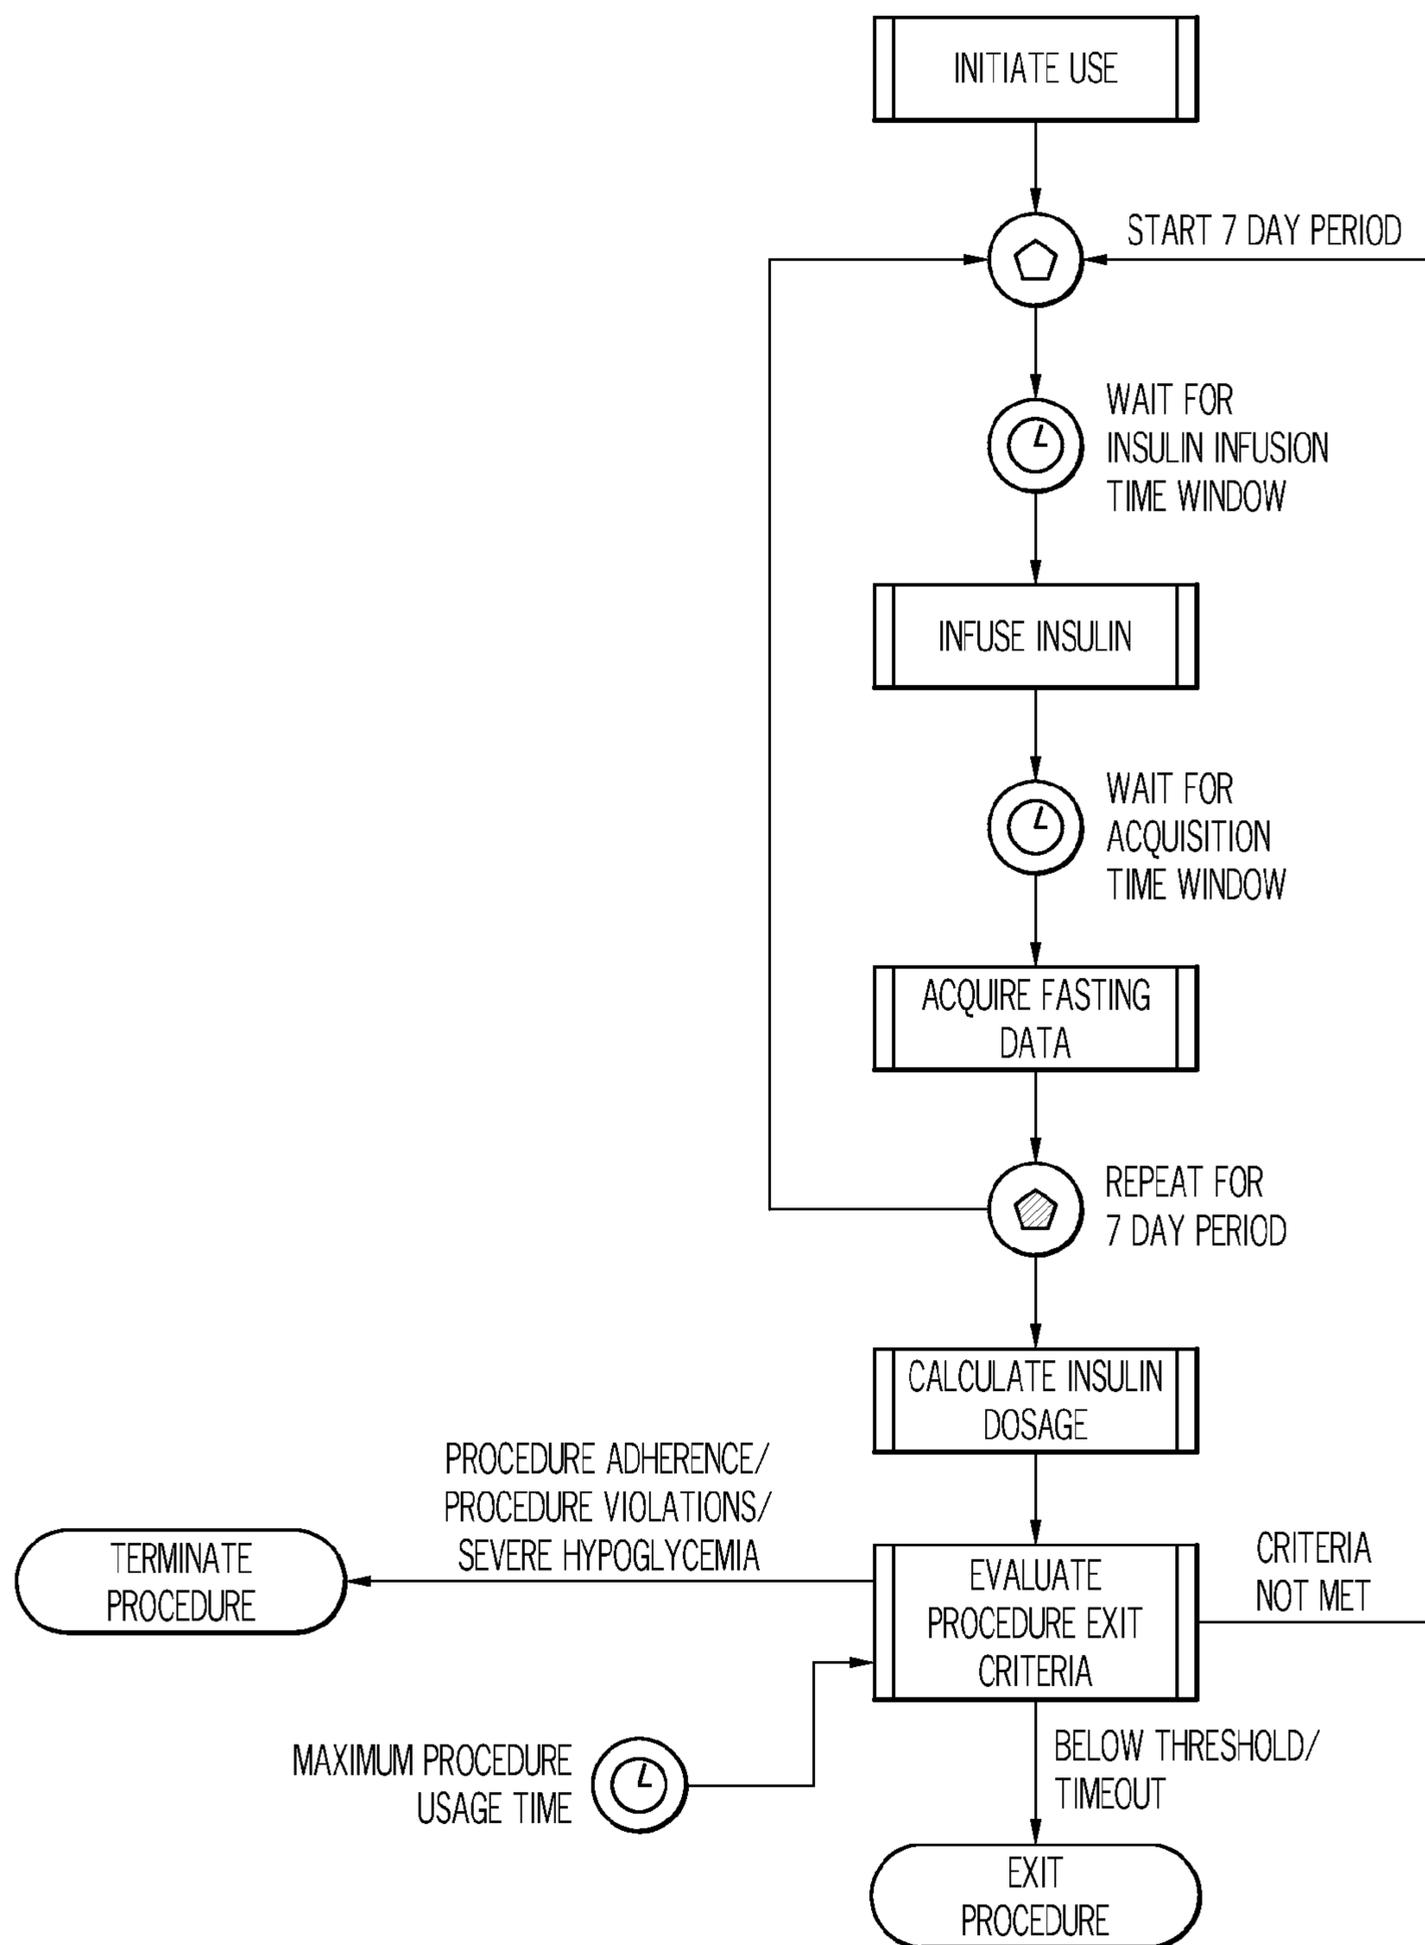 INITIATE USE
START 7 DAY PERIOD
WAIT FOR
INSULIN INFUSION
TIME WINDOW
INFUSE INSULIN
WAIT FOR
ACQUISITION
TIME WINDOW
ACQUIRE FASTING
DATA
REPEAT FOR
7 DAY PERIOD
CALCULATE INSULIN
DOSAGE
PROCEDURE ADHERENCE/
PROCEDURE VIOLATIONS/
SEVERE HYPOGLYCEMIA
TERMINATE
PROCEDURE
EVALUATE
PROCEDURE EXIT
CRITERIA
CRITERIA
NOT MET
MAXIMUM PROCEDURE
USAGE TIME
BELOW THRESHOLD/
TIMEOUT
EXIT
PROCEDURE